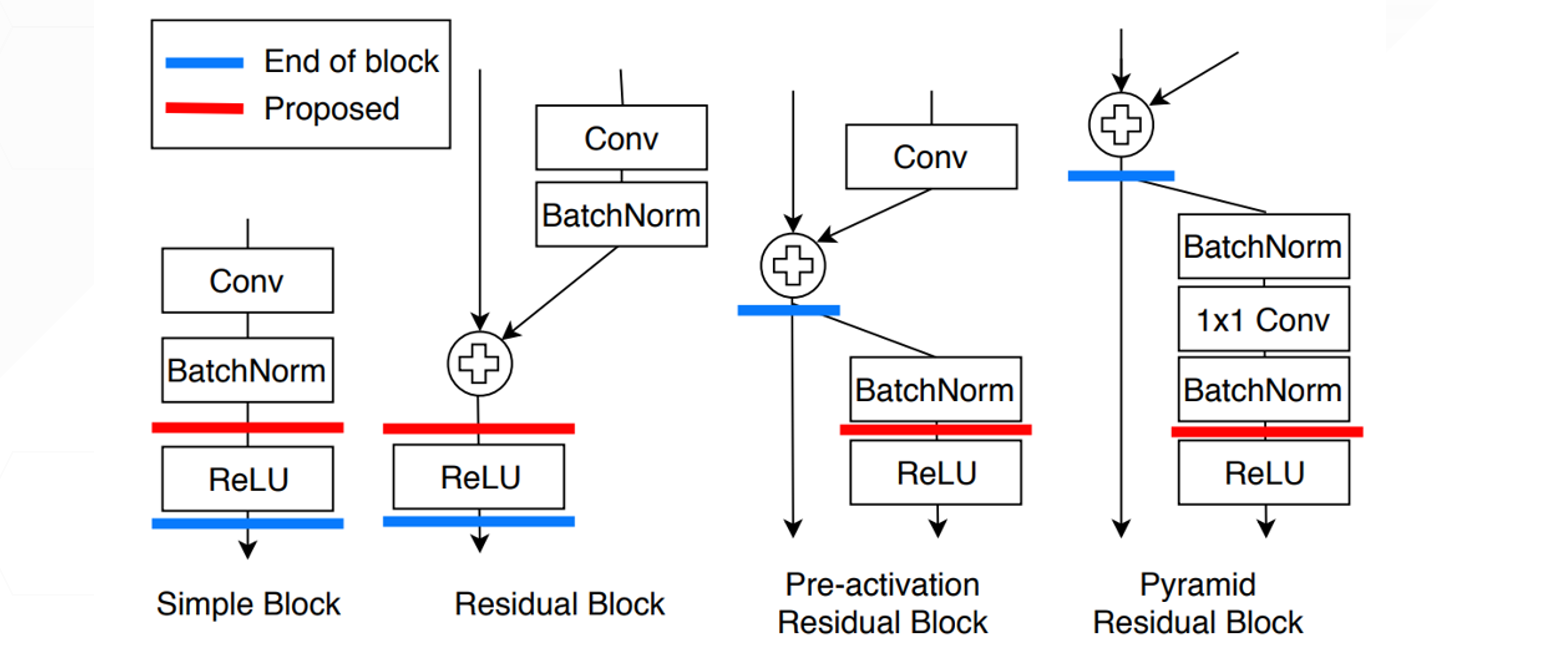 End of block
Proposed
Conv
BatchNorm
ReLU
Simple Block
Conv
BatchNorm
ReLU
Residual Block
Conv
BatchNorm
ReLU
Pre-activation
Residual Block
BatchNorm
1x1 Conv
BatchNorm
ReLU
Pyramid
Residual Block